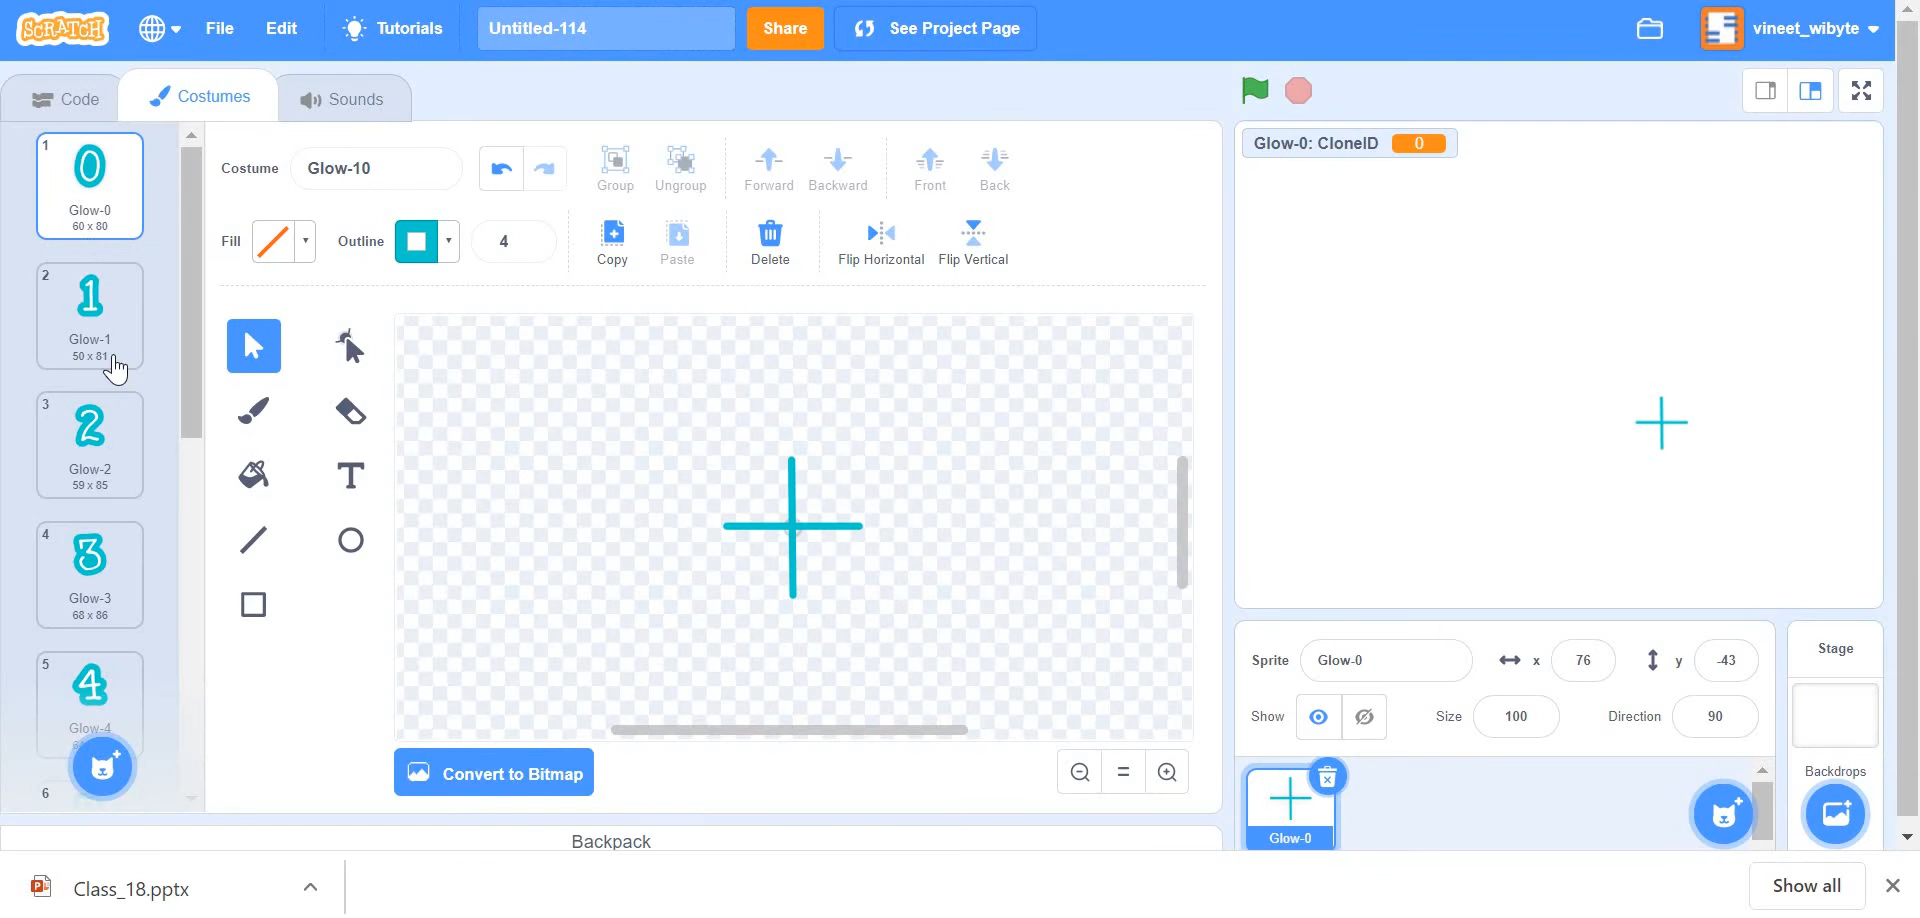 SCRATCH File Edit Tutorials Untitled-114 Share See Project Page vineet_wibyte
Code Costumes Sounds
Costume Glow-10 Group Ungroup Forward Backward Front Back
Fill Outline 4 Copy Paste Delete Flip Horizontal Flip Vertical
1
0
Glow-0
60 x 80
2
1
Glow-1
50 x 81
3
2
Glow-2
59 x 85
4
3
Glow-3
68 x 86
5
4
Glow-4
6
T
Convert to Bitmap
Backpack
Glow-0: CloneID 0
Sprite Glow-0 x 76 y -43
Show Size 100 Direction 90
Glow-0
Stage
Backdrops
Class_18.pptx Show all